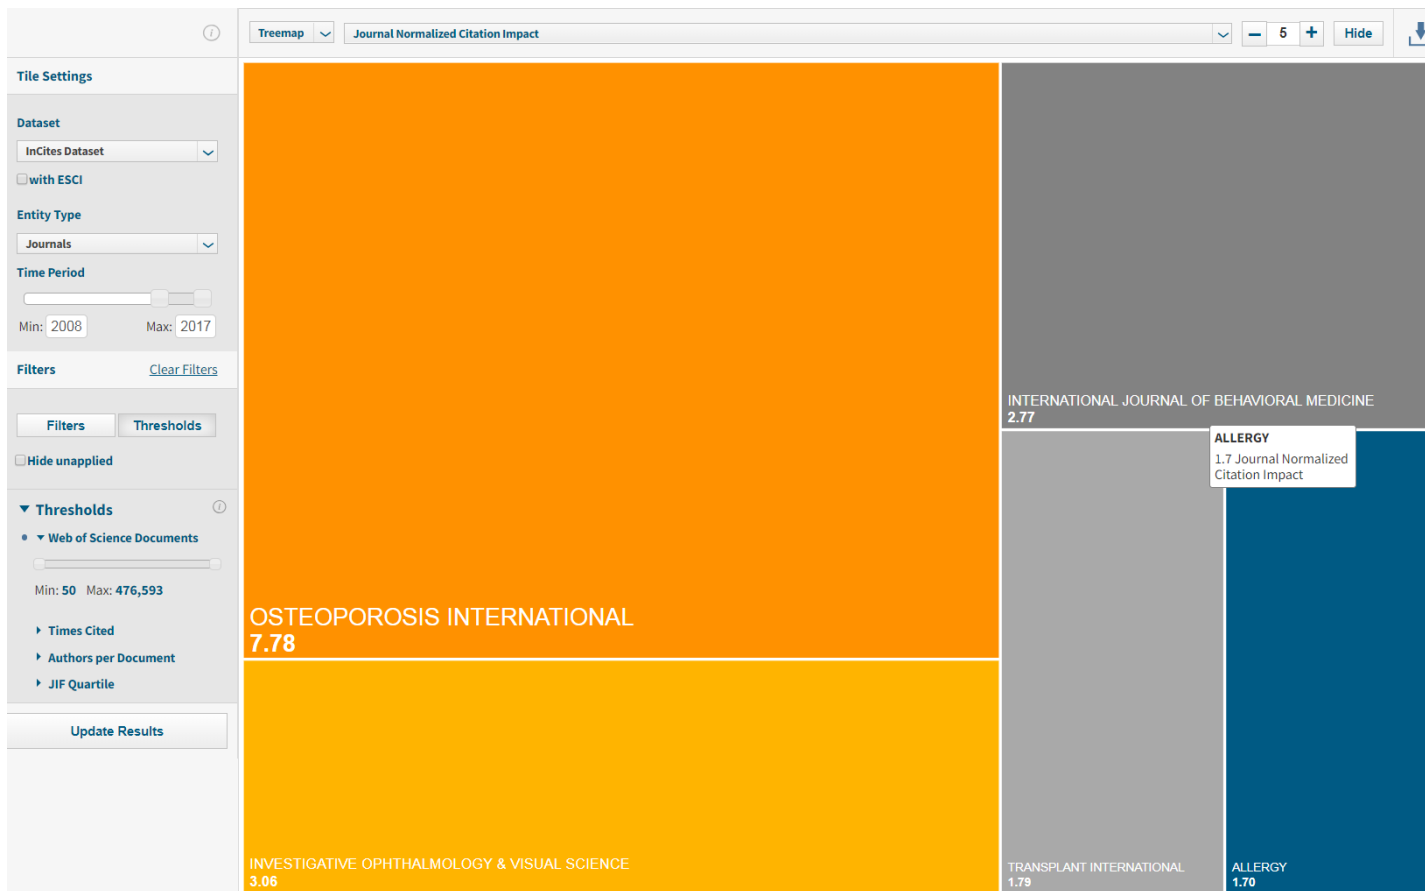 Treemap
Journal Normalized Citation Impact
5
Hide
Tile Settings
Dataset
InCites Dataset
with ESCI
Entity Type
Journals
Time Period
Min: 2008 Max: 2017
Filters Clear Filters
Filters Thresholds
Hide unapplied
Thresholds
Web of Science Documents
Min: 50 Max: 476,593
Times Cited
Authors per Document
JIF Quartile
Update Results
OSTEOPOROSIS INTERNATIONAL
7.78
INVESTIGATIVE OPHTHALMOLOGY & VISUAL SCIENCE
3.06
INTERNATIONAL JOURNAL OF BEHAVIORAL MEDICINE
2.77
ALLERGY
1.7 Journal Normalized
Citation Impact
TRANSPLANT INTERNATIONAL
1.79
ALLERGY
1.70